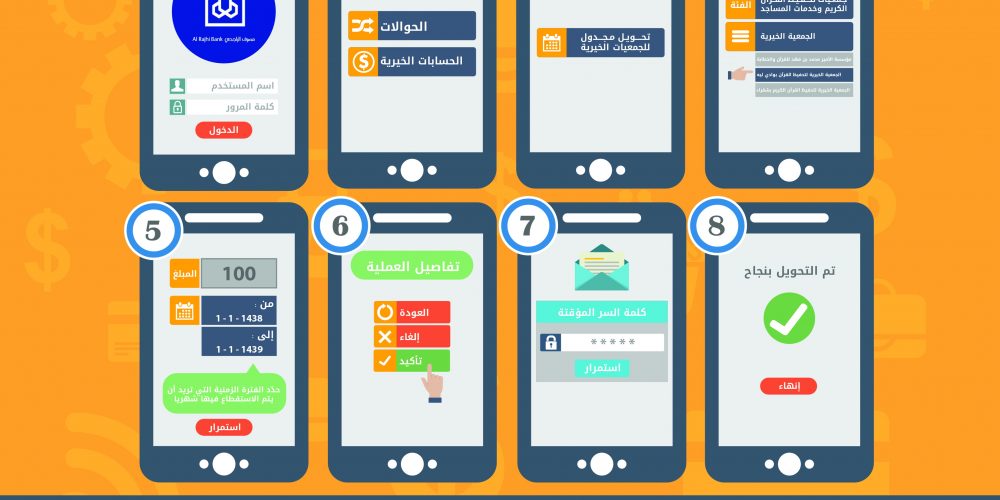 Al Rajhi Bank مصرف الراجحي
اسم المستخدم
كلمة المرور
الدخول
الحوالات
الحسابات الخيرية
تحـويـل مجـدول
للجمعيات الخيرية
الفئة
جمعيات تحفيظ القرآن
الكريم وخدمات المساجد
الجمعية الخيرية
مؤسسة الأمير محمد بن فهد للقرآن والخطابة
الجمعية الخيرية لتحفيظ القرآن بوادي ليه
الجمعية الخيرية لتحفيظ القرآن الكريم بشقراء
5
المبلغ
100
من :
1438 - 1 - 1
إلى :
1439 - 1 - 1
حدّد الفترة الزمنية التي تريد أن
يتم الاستقطاع فيها شهريا
استمرار
6
تفاصيل العملية
العودة
إلغاء
تأكيد
7
كلمة السر المؤقتة
*****
استمرار
8
تم التحويل بنجاح
إنهاء